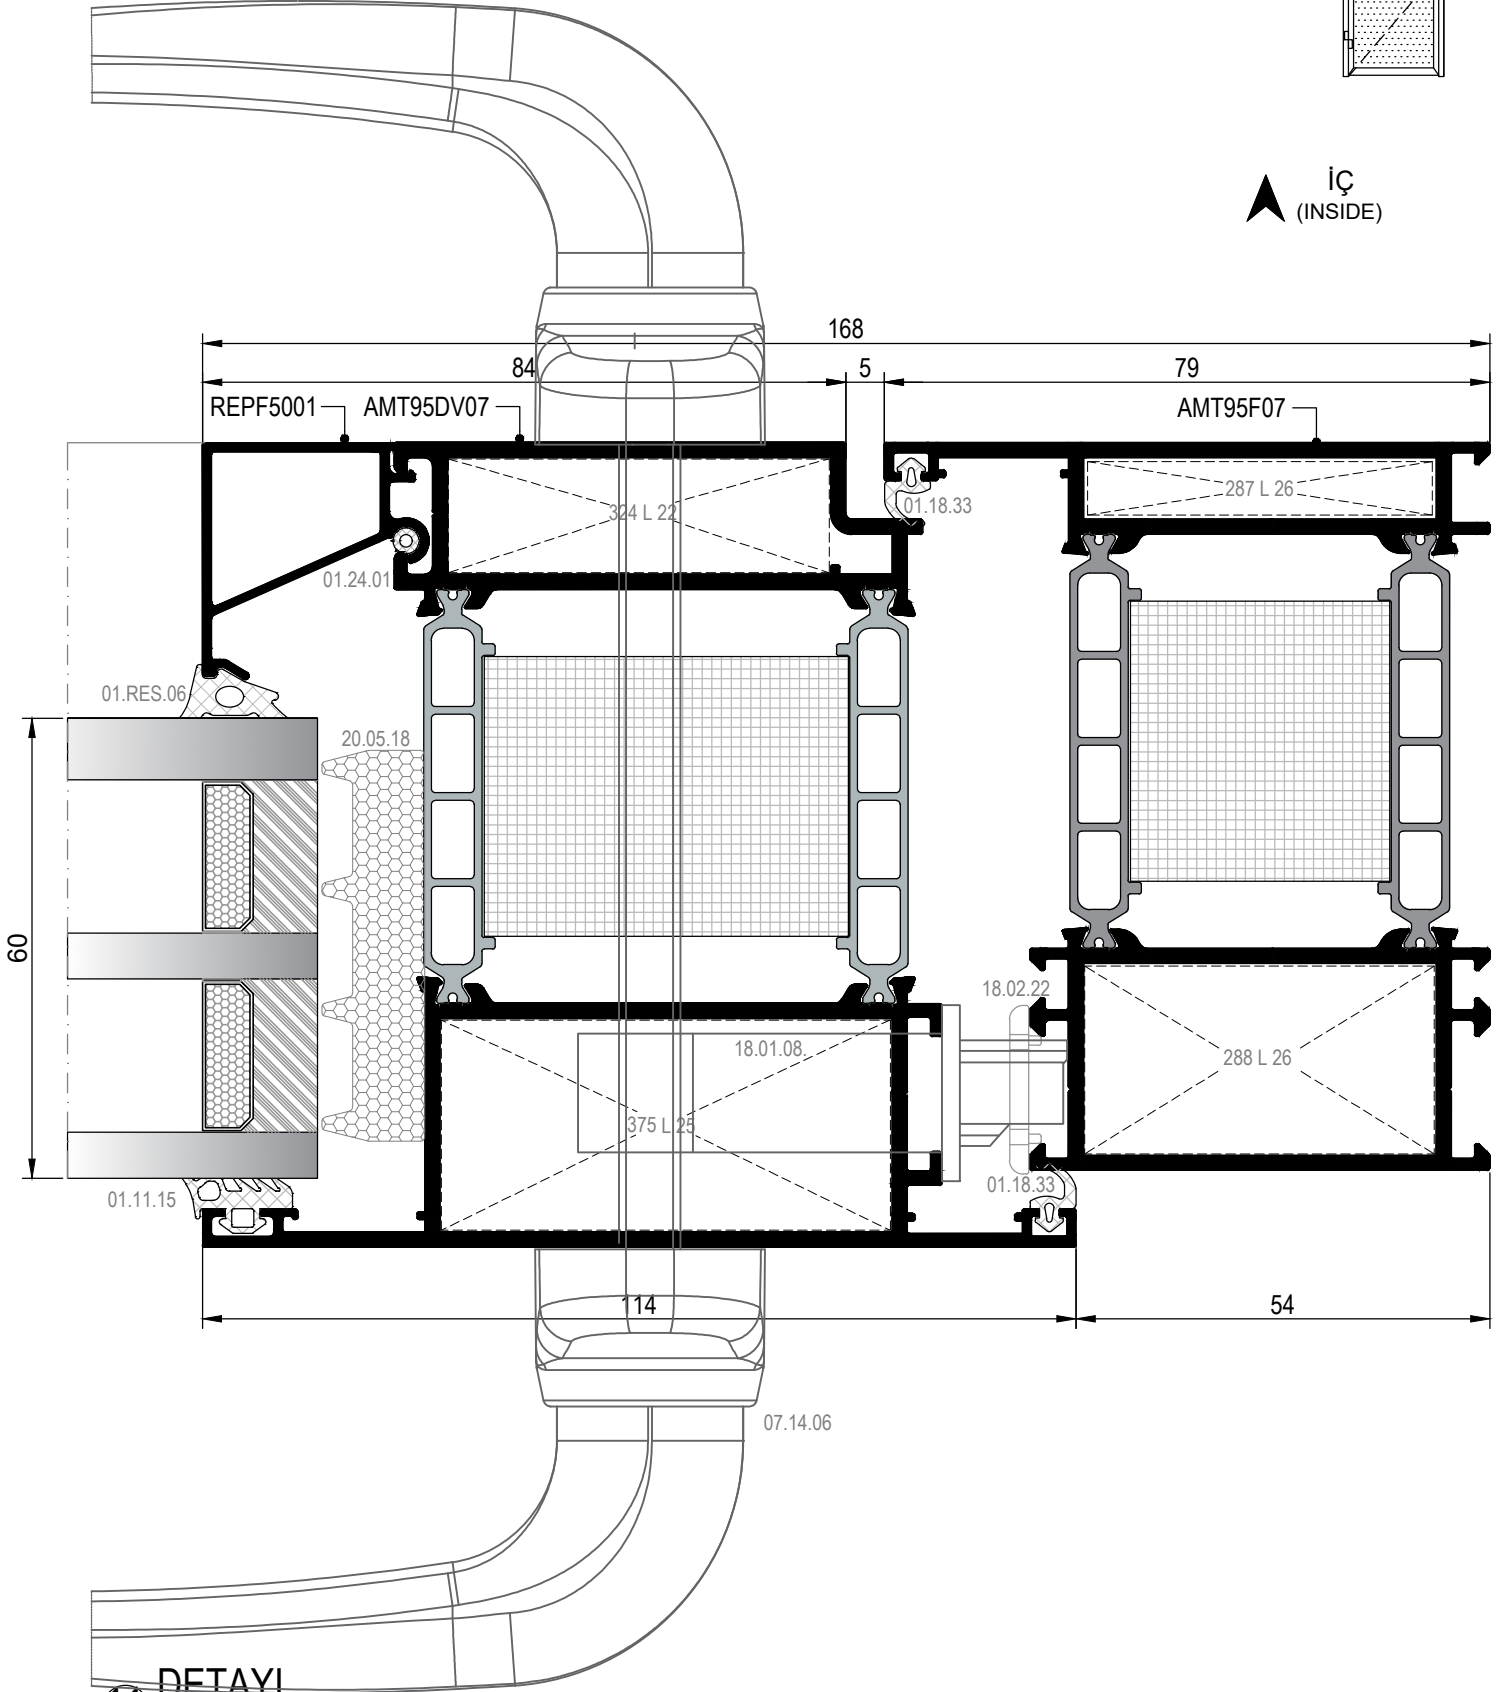 İÇ
(INSIDE)
168
84
5
79
REPF5001
AMT95DV07
AMT95F07
324 L 22
01.18.33
287 L 26
01.24.01
01.RES.06
20.05.18
60
18.02.22
18.01.08.
288 L 26
375 L 25
01.11.15
01.18.33
114
54
07.14.06
DETAYI